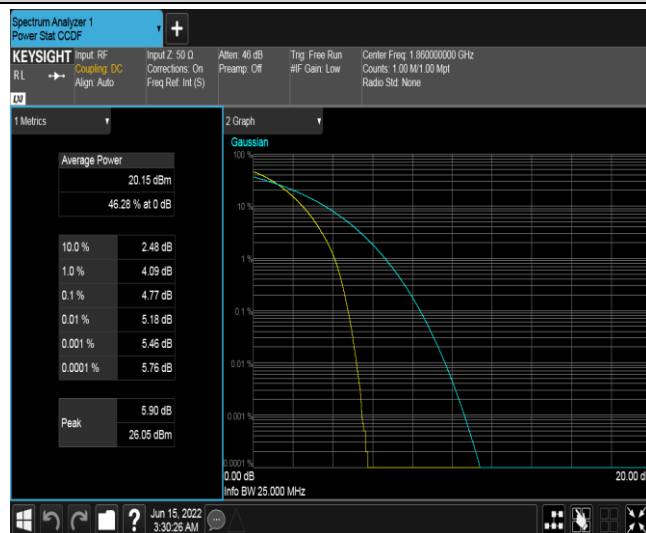 Spectrum Analyzer 1
Power Stat CCDF
+
KEYSIGHT
RL
Input: RF
Coupling: DC
Align: Auto
Input Z: 50 Ω
Corrections: On
Freq Ref: Int (S)
Atten: 46 dB
Preamp: Off
Trig: Free Run
#IF Gain: Low
Center Freq: 1.860000000 GHz
Counts: 1.00 M/1.00 Mpt
Radio Std: None
LXI
1 Metrics
Average Power
20.15 dBm
46.28 % at 0 dB
10.0 % 2.48 dB
1.0 % 4.09 dB
0.1 % 4.77 dB
0.01 % 5.18 dB
0.001 % 5.46 dB
0.0001 % 5.76 dB
Peak
5.90 dB
26.05 dBm
2 Graph
Gaussian
100 %
10 %
1 %
0.1 %
0.01 %
0.001 %
0.0001 %
0.00 dB
20.00 d
Info BW 25.000 MHz
?
Jun 15, 2022
3:30:26 AM